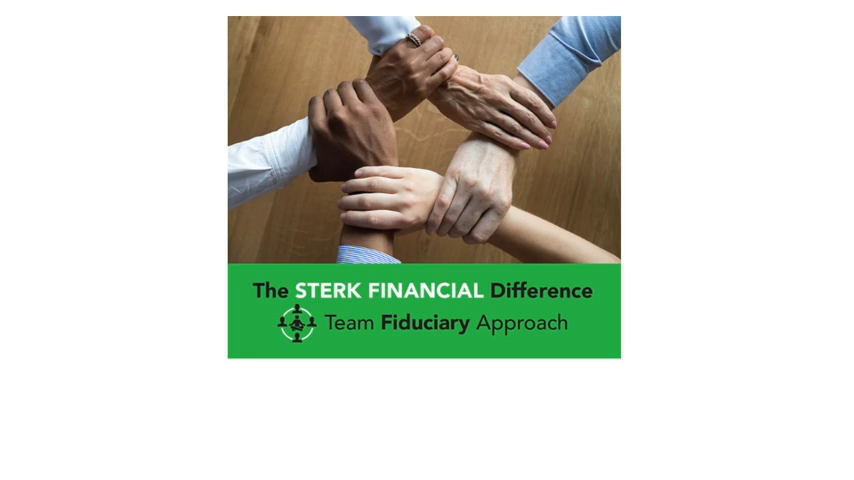 The STERK FINANCIAL Difference
Team Fiduciary Approach